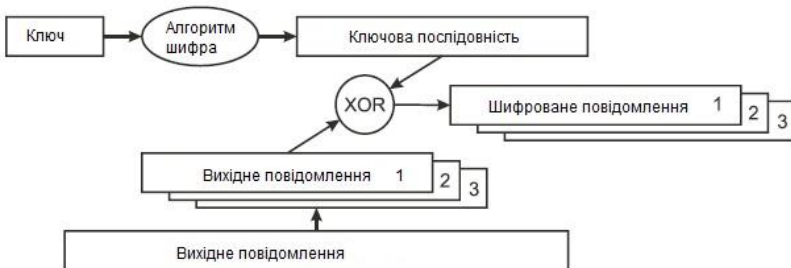 Ключ
Алгоритм
шифра
Ключова послідовність
XOR
Шифроване повідомлення 1
2
3
Вихідне повідомлення 1
2
3
Вихідне повідомлення